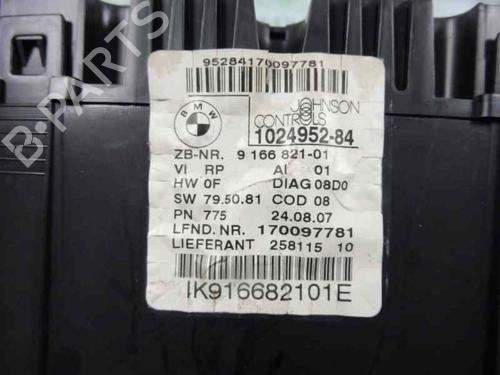 95284170097781
BMW
JOHNSON
CONTROLS
1024952-84
ZB-NR. 9 166 821-01
VI RP AI 01
HW 0F DIAG 08D0
SW 79.50.81 COD 08
PN 775 24.08.07
LFND. NR. 170097781
LIEFERANT 258115 10
IK916682101E
B-PARTS